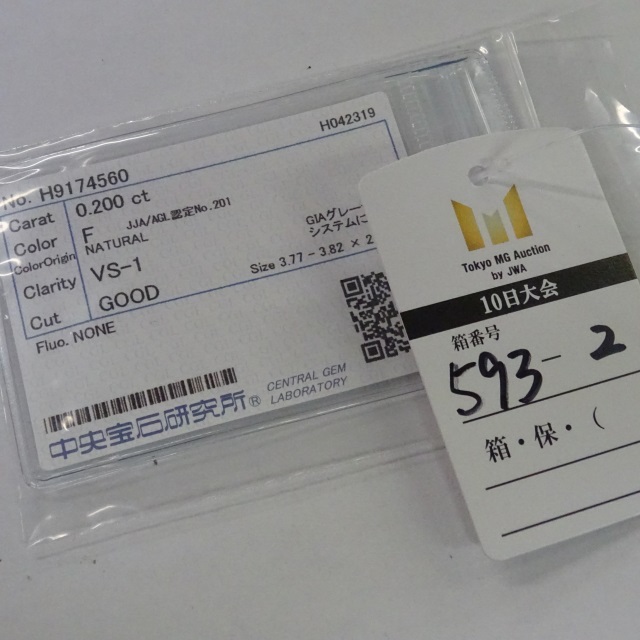 H042319
No. H9174560
Carat 0.200 ct
Color F JJA/AGL認定No.201
ColorOrigin NATURAL
GIAグレー
システムに
Clarity VS-1
Size 3.77 - 3.82 × 2
Cut GOOD
Fluo. NONE
中央宝石研究所® CENTRAL GEM LABORATORY
Tokyo MG Auction
by JWA
10日大会
箱番号
593-2
箱・保・(